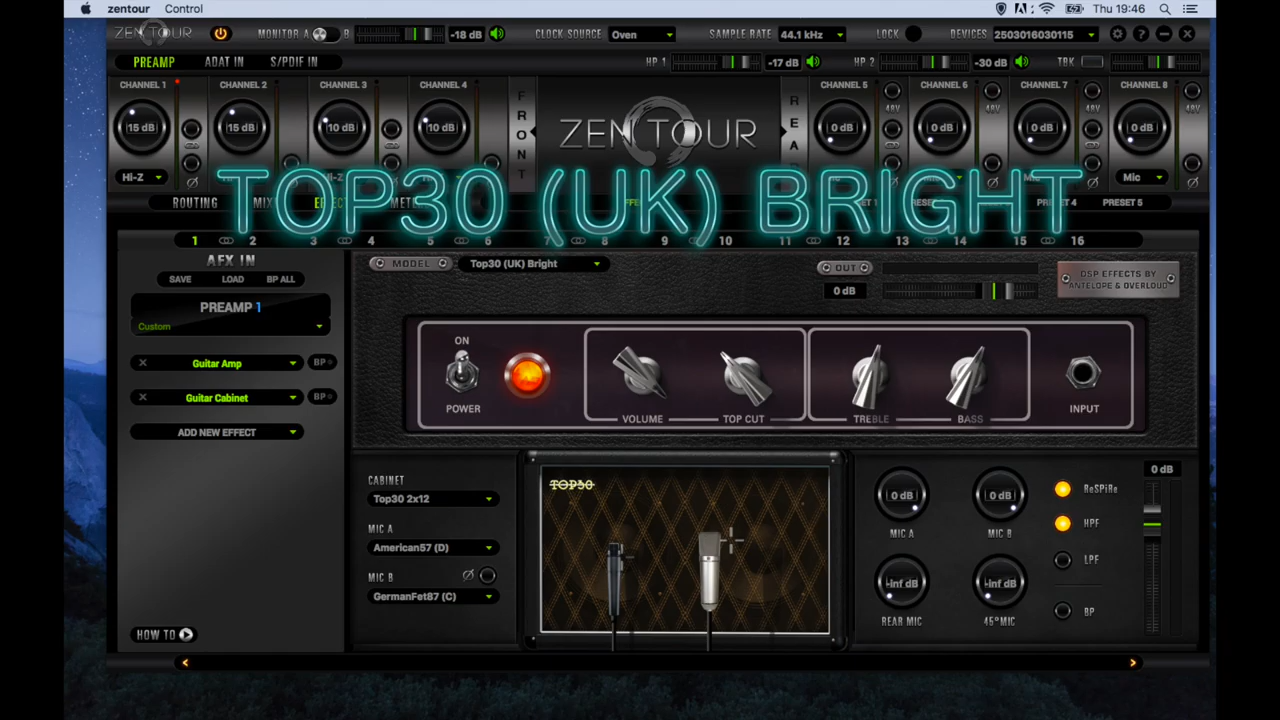 zentour Control Thu 19:46
ZEN TOUR MONITOR A B -18 dB CLOCK SOURCE Oven SAMPLE RATE 44.1 kHz LOCK DEVICES 2503016030115
PREAMP ADAT IN S/PDIF IN HP 1 -17 dB HP 2 -30 dB TBK
CHANNEL 1 CHANNEL 2 CHANNEL 3 CHANNEL 4 CHANNEL 5 CHANNEL 6 CHANNEL 7 CHANNEL 8
48V 48V 48V 48V
15 dB 15 dB 10 dB 10 dB FRONT ZEN TOUR REAR 0 dB 0 dB 0 dB 0 dB
Hi-Z Mic
TOP30 (UK) BRIGHT
ROUTING PRESET 4 PRESET 5
1 2 3 4 5 6 7 8 9 10 11 12 13 14 15 16
AFX IN
SAVE LOAD BP ALL
PREAMP 1
Custom
Guitar Amp BP
Guitar Cabinet BP
ADD NEW EFFECT
HOW TO
MODEL Top30 (UK) Bright OUT
0 dB
DSP EFFECTS BY
ANTELOPE & OVERLOUD
ON
POWER VOLUME TOP CUT TREBLE BASS INPUT
CABINET
Top30 2x12
MIC A
American57 (D)
MIC B
GermanFet87 (C)
TOP30
0 dB 0 dB
MIC A MIC B
-Inf dB -Inf dB
REAR MIC 45°MIC
ReSPiRe
HPF
LPF
BP
0 dB